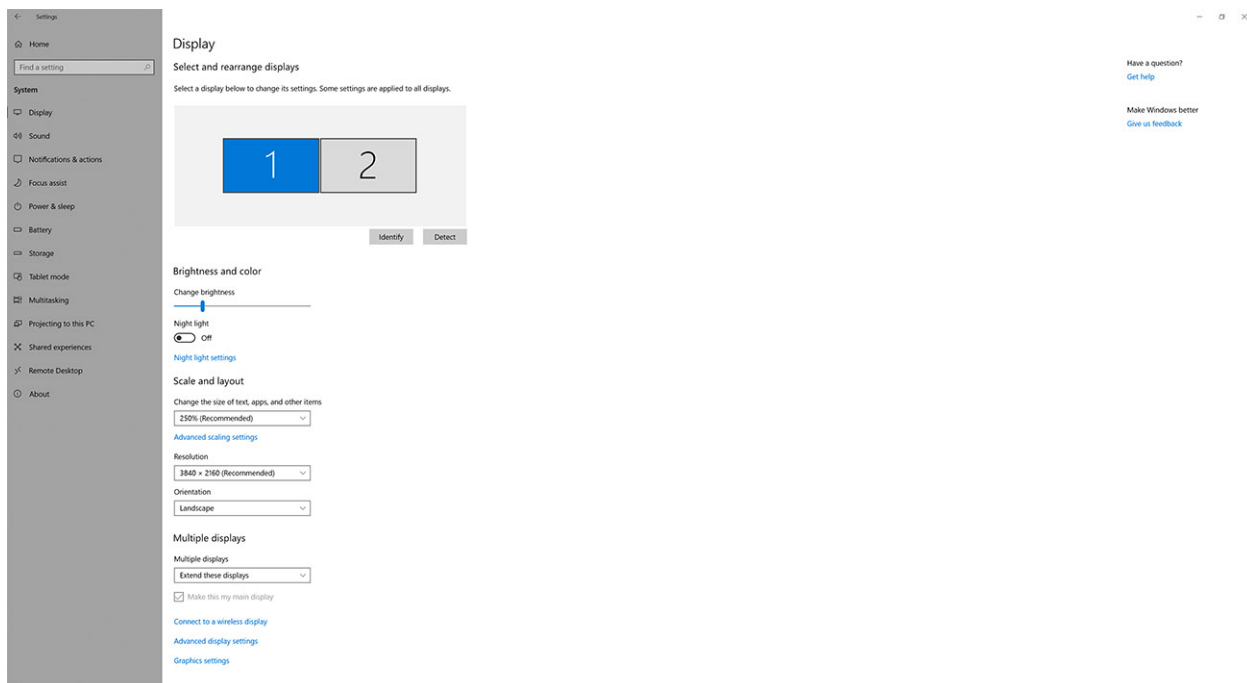 Settings
Home
Find a setting
System
Display
Sound
Notifications & actions
Focus assist
Power & sleep
Battery
Storage
Tablet mode
Multitasking
Projecting to this PC
Shared experiences
Remote Desktop
About
Display
Select and rearrange displays
Select a display below to change its settings. Some settings are applied to all displays.
1 2
Identify Detect
Brightness and color
Change brightness
Night light
Off
Night light settings
Scale and layout
Change the size of text, apps, and other items
250% (Recommended)
Advanced scaling settings
Resolution
3840 × 2160 (Recommended)
Orientation
Landscape
Multiple displays
Multiple displays
Extend these displays
Make this my main display
Connect to a wireless display
Advanced display settings
Graphics settings
Have a question?
Get help
Make Windows better
Give us feedback